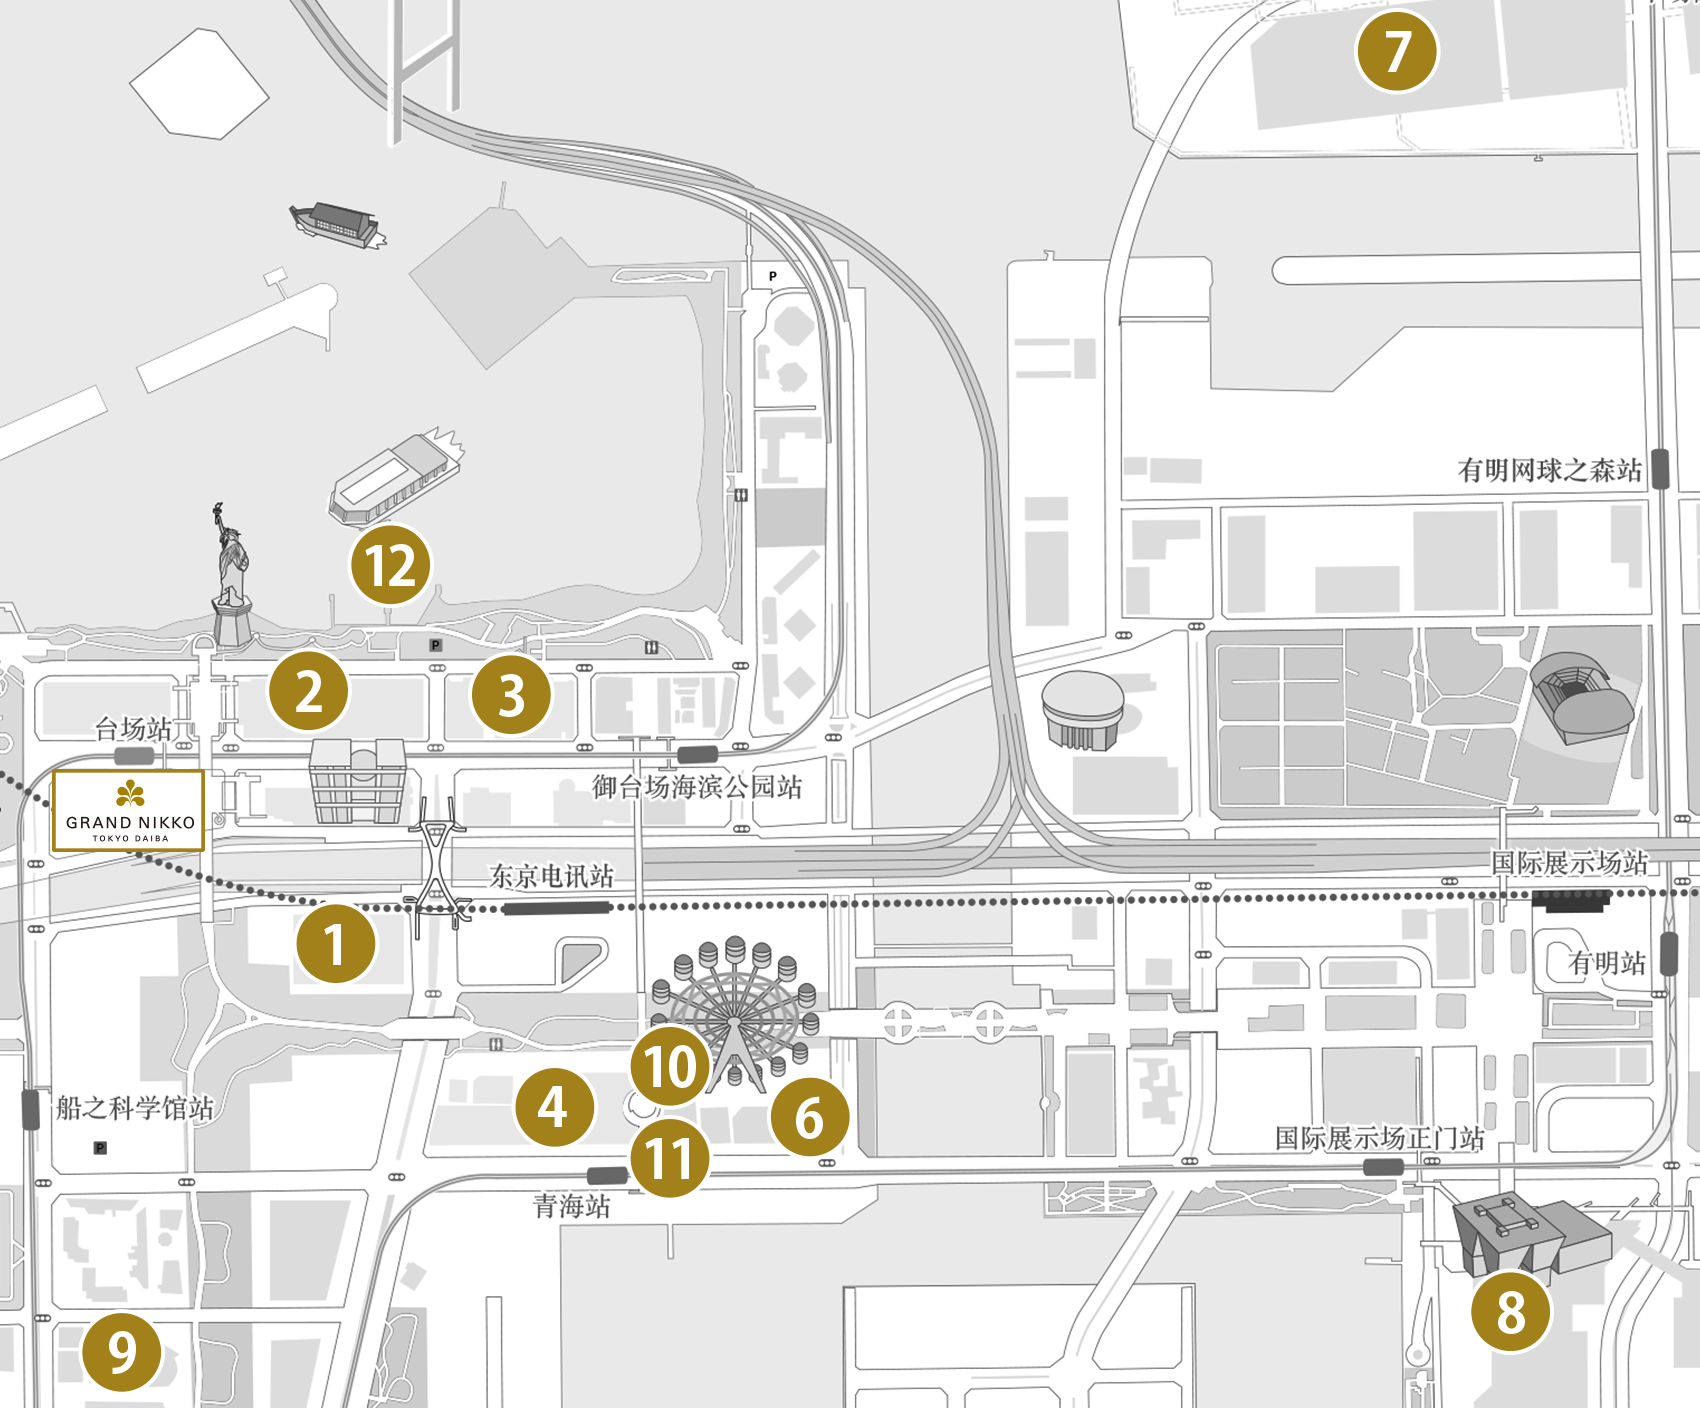 7
P
有明网球之森站
12
P
2
3
台场站
御台场海滨公园站
GRAND NIKKO
TOKYO DAIBA
东京电讯站
国际展示场站
1
有明站
10
4
6
船之科学馆站
P
国际展示场正门站
11
青海站
8
9